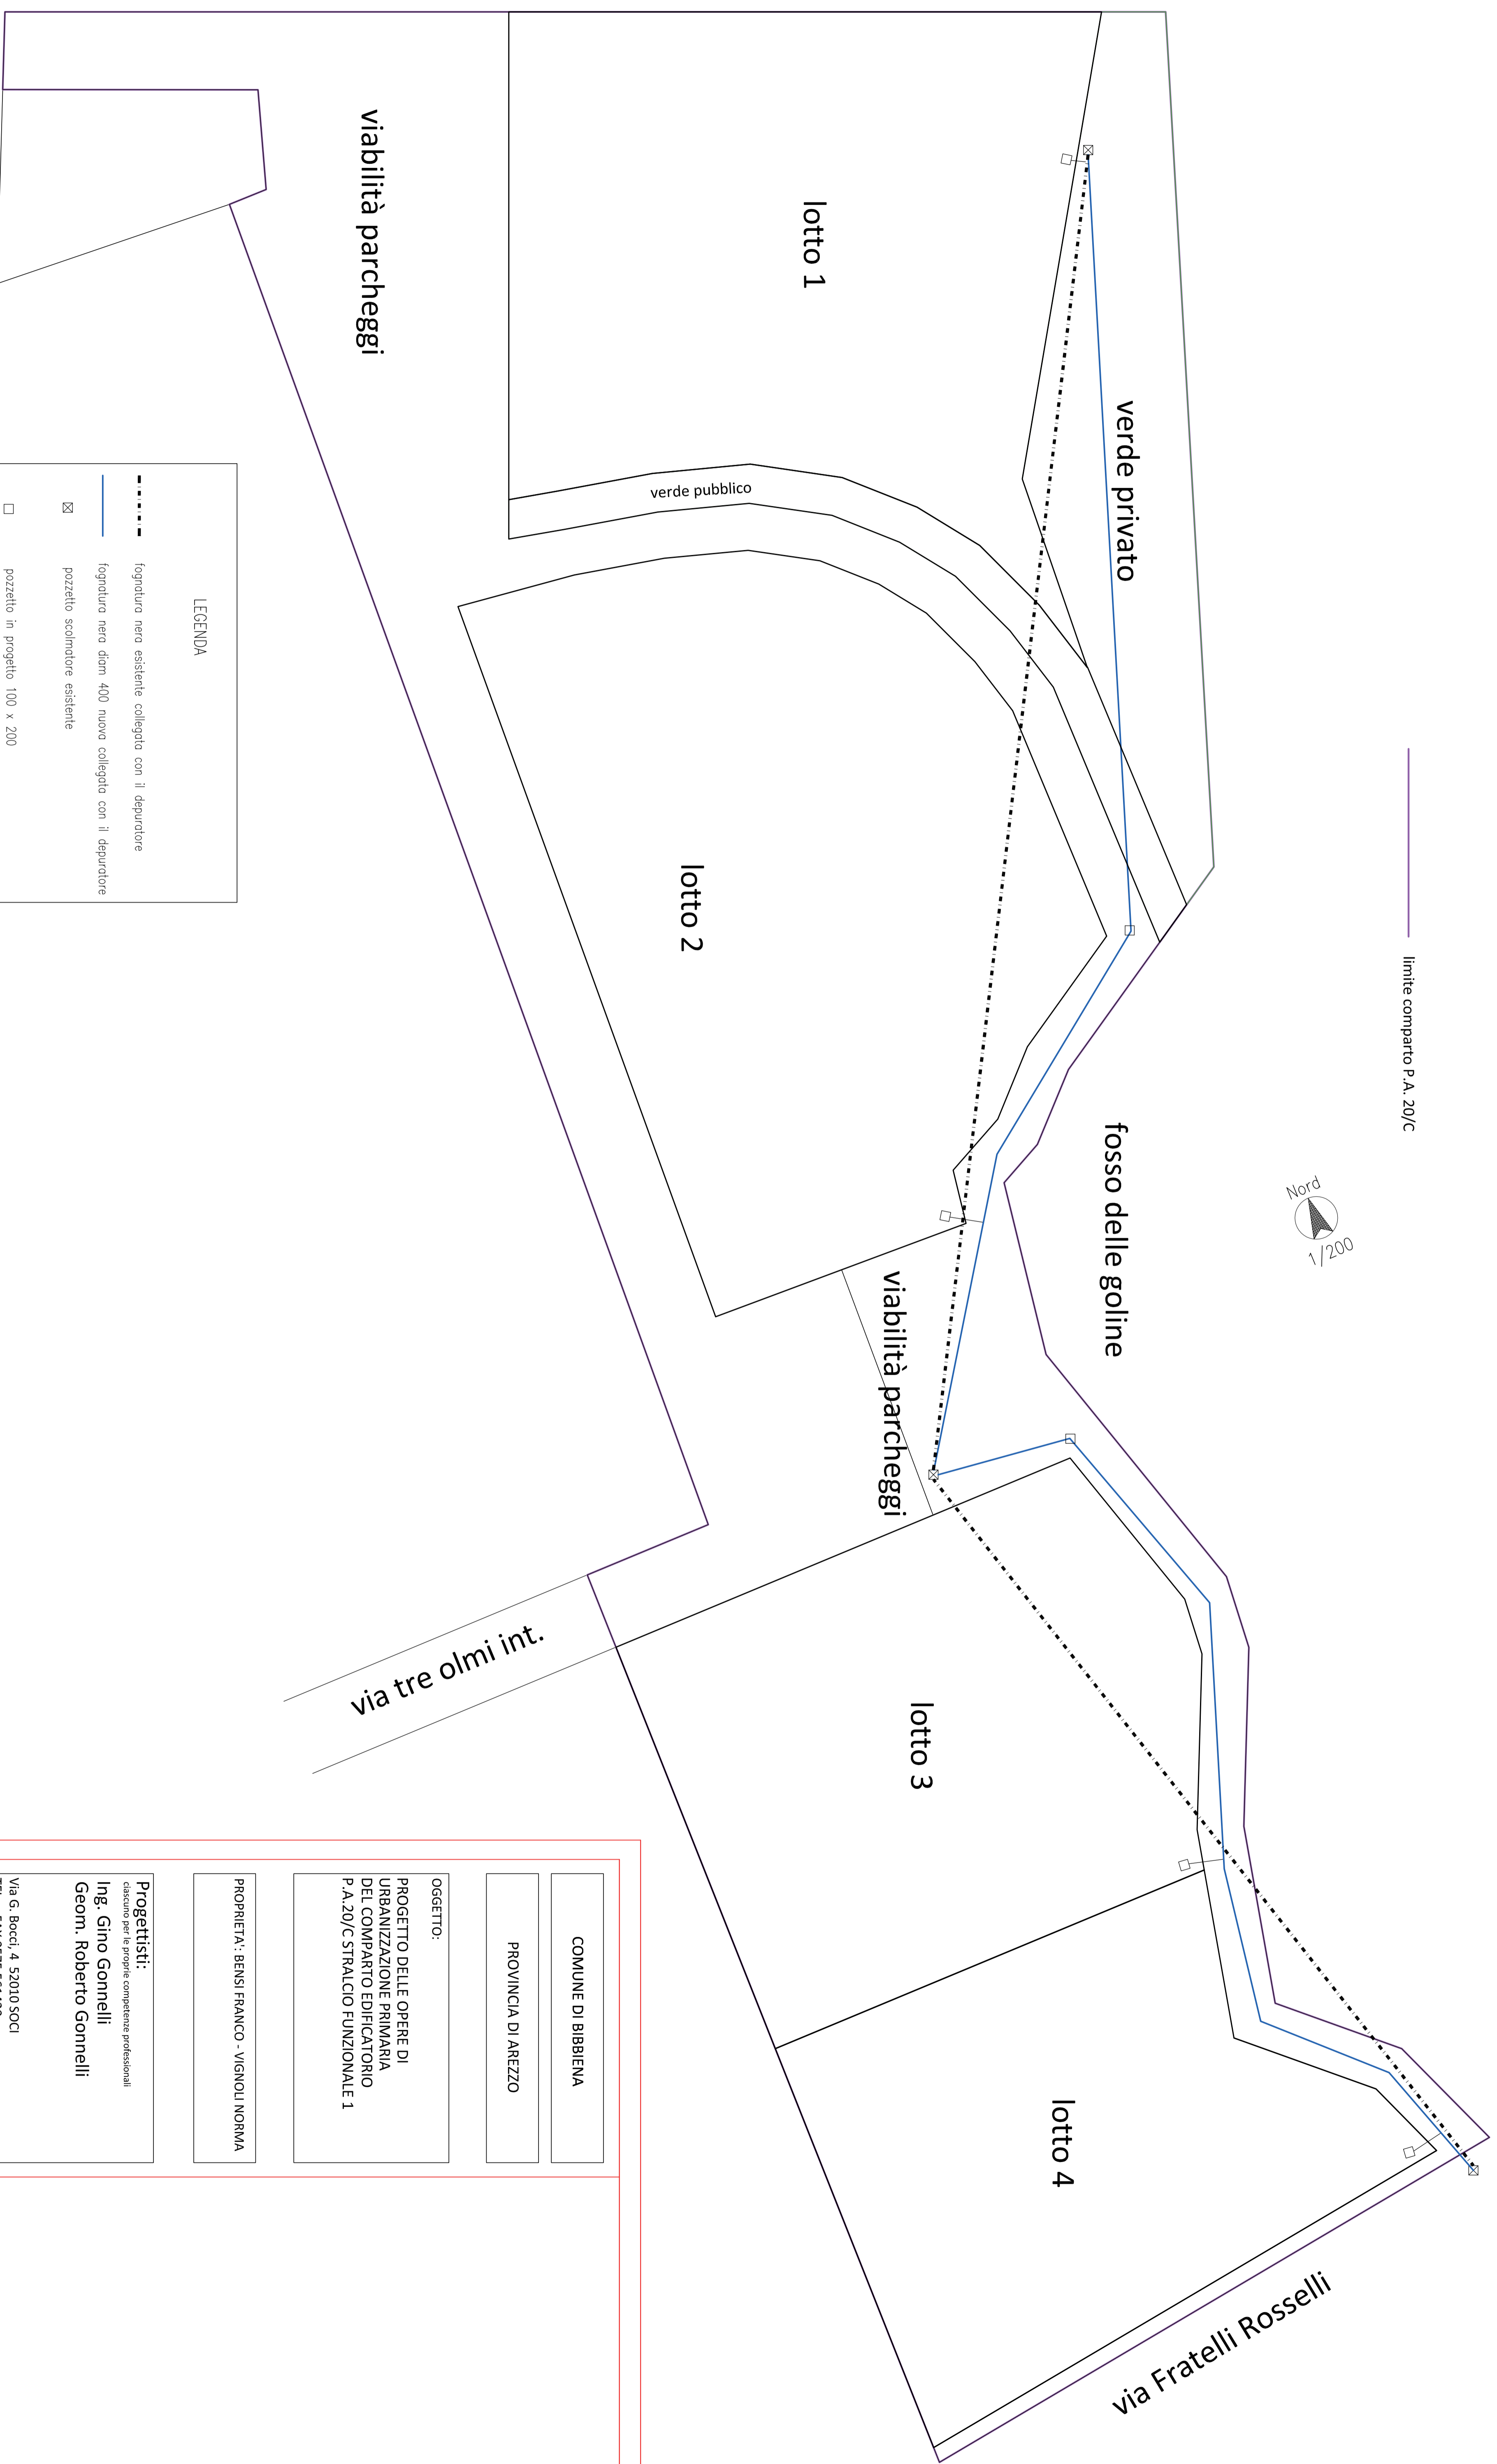 limite comparto P.A. 20/C
Nord
1/200
verde privato
fosso delle goline
lotto 1
verde pubblico
viabilità parcheggi
lotto 2
viabilità parcheggi
lotto 3
lotto 4
via tre olmi int.
via Fratelli Rosselli
LEGENDA
fognatura nera esistente collegata con il depuratore
fognatura nera diam 400 nuova collegata con il depuratore
pozzetto scolmatore esistente
pozzetto in progetto 100 x 200
COMUNE DI BIBBIENA
PROVINCIA DI AREZZO
OGGETTO:
PROGETTO DELLE OPERE DI
URBANIZZAZIONE PRIMARIA
DEL COMPARTO EDIFICATORIO
P.A.20/C STRALCIO FUNZIONALE 1
PROPRIETA': BENSI FRANCO - VIGNOLI NORMA
Progettisti:
ciascuno per le proprie competenze professionali
Ing. Gino Gonnelli
Geom. Roberto Gonnelli
Via G. Bocci, 4 52010 SOCI